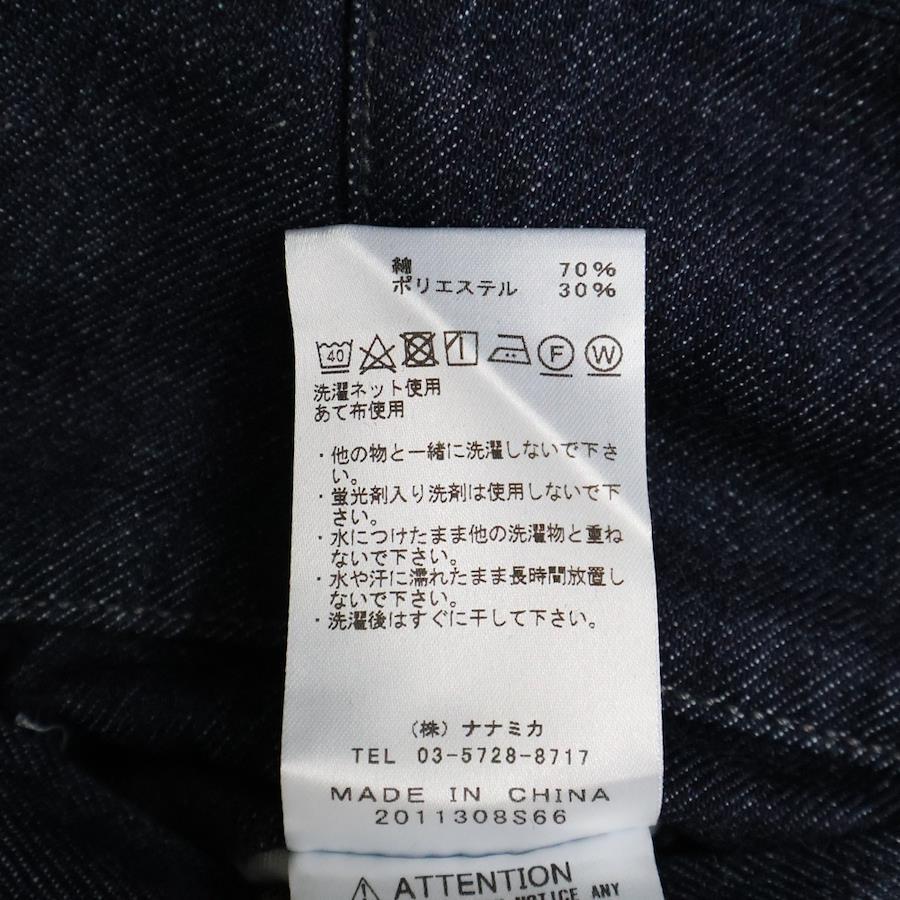 綿 70%
ポリエステル 30%
40 F W
洗濯ネット使用
あて布使用
・他の物と一緒に洗濯しないで下さ
い。
・蛍光剤入り洗剤は使用しないで下
さい。
・水につけたまま他の洗濯物と重ね
ないで下さい。
・水や汗に濡れたまま長時間放置し
ないで下さい。
・洗濯後はすぐに干して下さい。
(株) ナナミカ
TEL 03-5728-8717
MADE IN CHINA
2011308S66
ATTENTION
NOTICE ANY